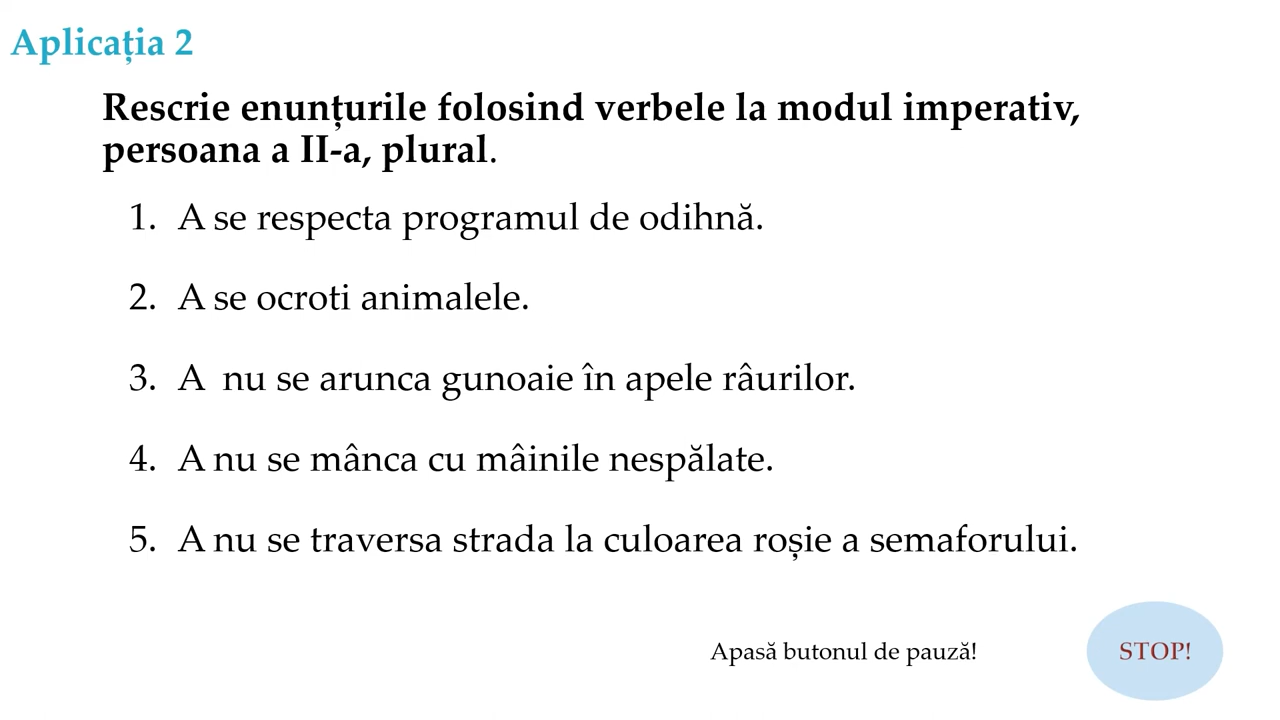 Aplicația 2
Rescrie enunțurile folosind verbele la modul imperativ,
persoana a II-a, plural.
1. A se respecta programul de odihnă.
2. A se ocroti animalele.
3. A nu se arunca gunoaie în apele râurilor.
4. A nu se mânca cu mâinile nespălate.
5. A nu se traversa strada la culoarea roșie a semaforului.
Apasă butonul de pauză!
STOP!